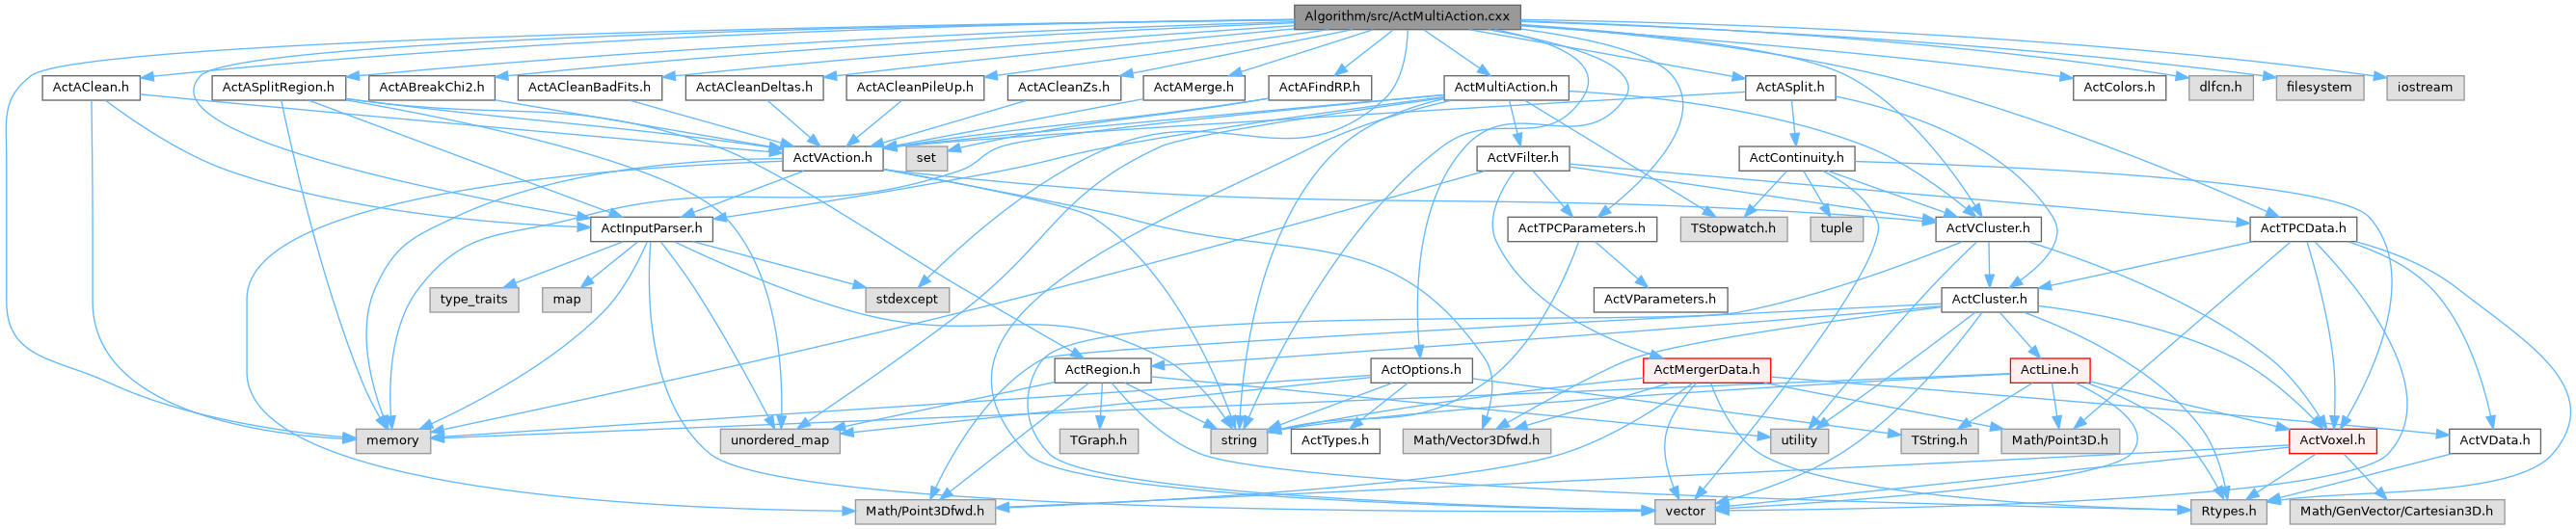 Algorithm/src/ActMultiAction.cxx
ActAClean.h
ActASplitRegion.h
ActABreakChi2.h
ActACleanBadFits.h
ActACleanDeltas.h
ActACleanPileUp.h
ActACleanZs.h
ActAMerge.h
ActAFindRP.h
ActMultiAction.h
ActASplit.h
ActColors.h
dlfcn.h
filesystem
iostream
ActVAction.h
set
ActVFilter.h
ActContinuity.h
ActInputParser.h
ActTPCParameters.h
TStopwatch.h
tuple
ActVCluster.h
ActTPCData.h
type_traits
map
stdexcept
ActVParameters.h
ActCluster.h
ActRegion.h
ActOptions.h
ActMergerData.h
ActLine.h
memory
unordered_map
TGraph.h
string
ActTypes.h
Math/Vector3Dfwd.h
utility
TString.h
Math/Point3D.h
ActVoxel.h
ActVData.h
Math/Point3Dfwd.h
vector
Rtypes.h
Math/GenVector/Cartesian3D.h